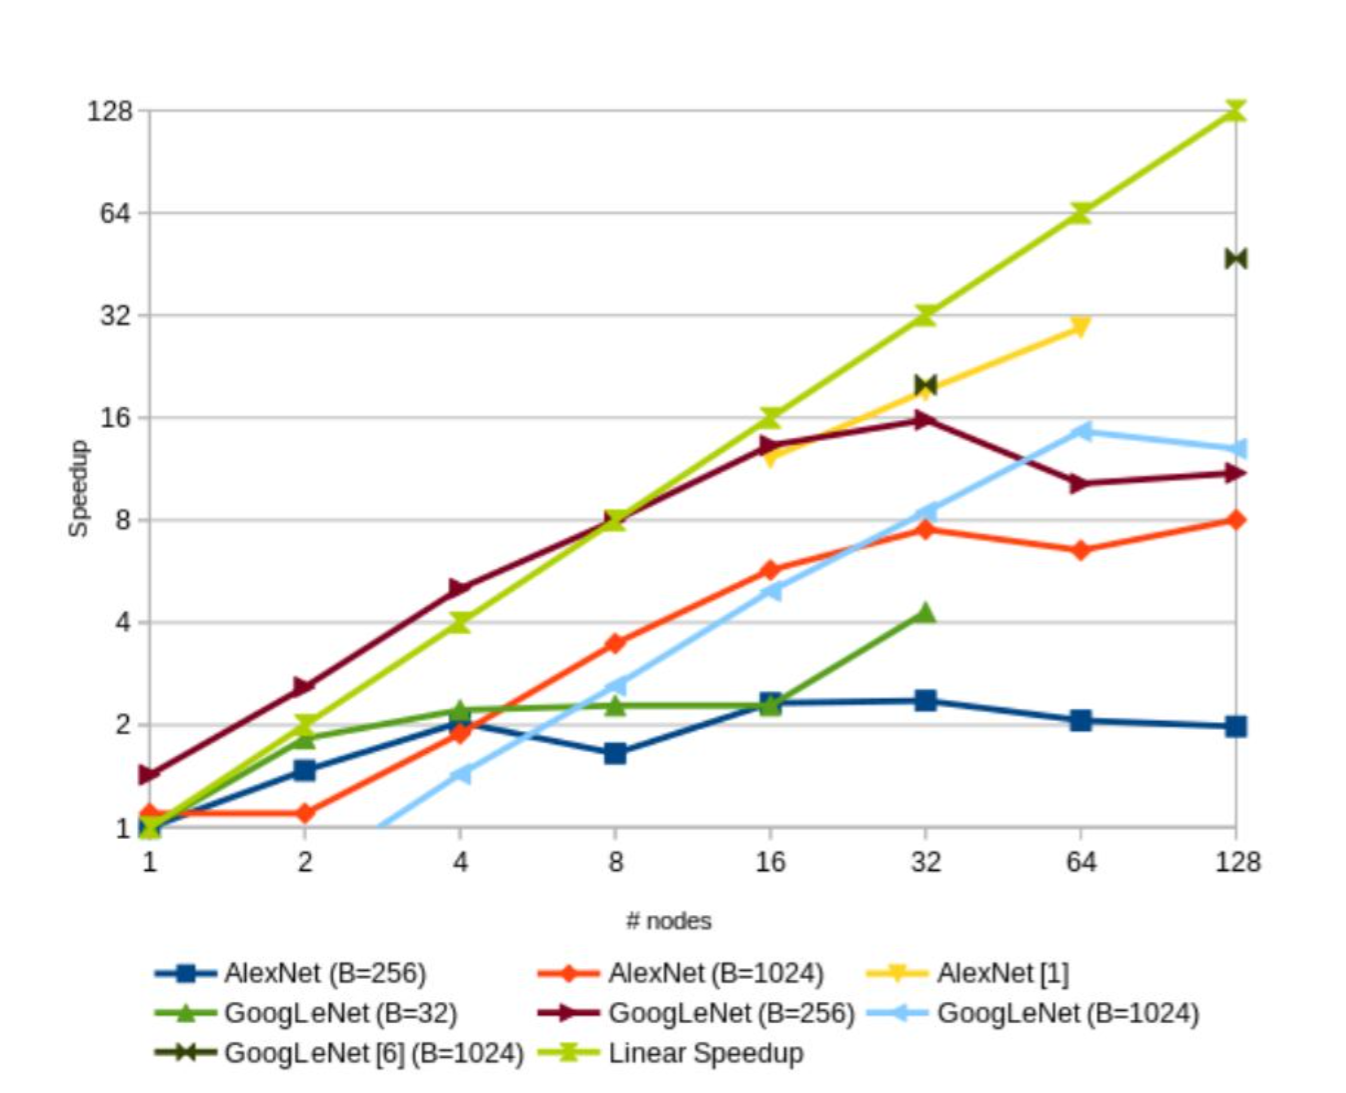 128
64
32
16
8
4
2
1
Speedup
1 2 4 8 16 32 64 128
# nodes
AlexNet (B=256) AlexNet (B=1024) AlexNet [1]
GoogLeNet (B=32) GoogLeNet (B=256) GoogLeNet (B=1024)
GoogLeNet [6] (B=1024) Linear Speedup